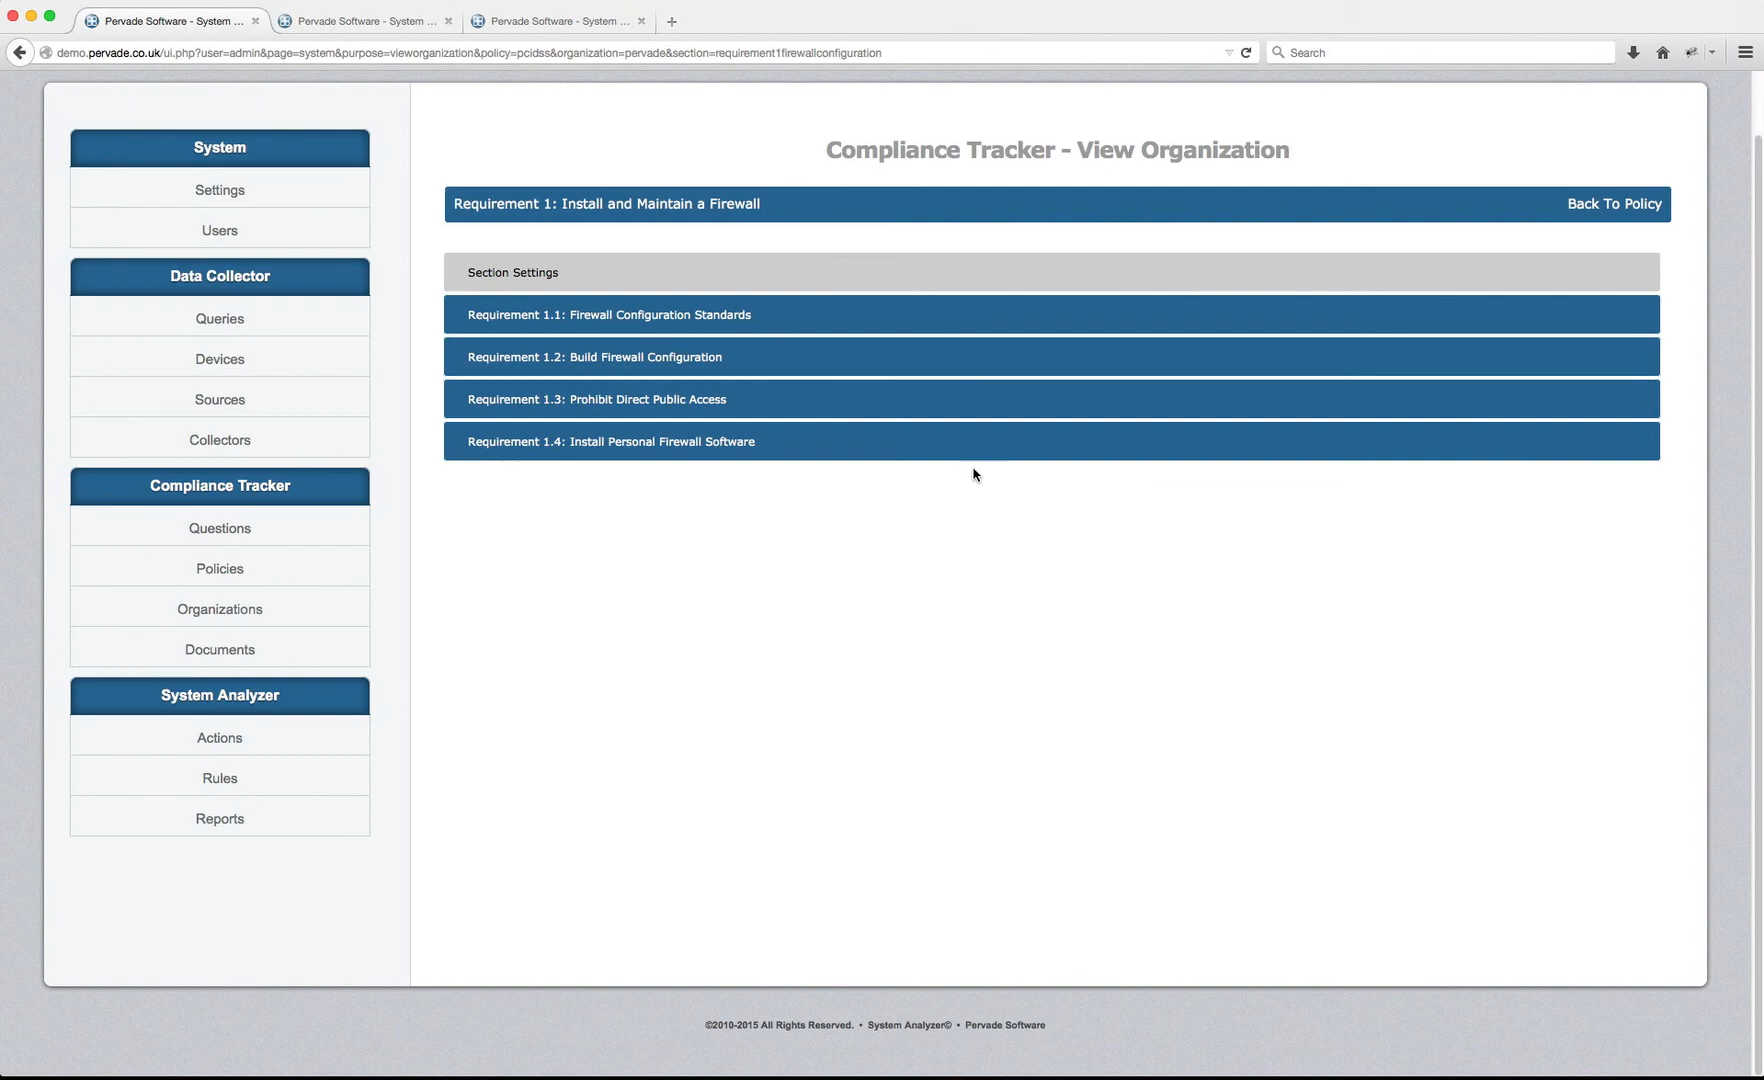 Pervade Software - System ...
Pervade Software - System ...
Pervade Software - System ...
demo.pervade.co.uk/ui.php?user=admin&page=system&purpose=vieworganization&policy=pcidss&organization=pervade&section=requirement1firewallconfiguration
Search
System
Settings
Users
Data Collector
Queries
Devices
Sources
Collectors
Compliance Tracker
Questions
Policies
Organizations
Documents
System Analyzer
Actions
Rules
Reports
Compliance Tracker - View Organization
Requirement 1: Install and Maintain a Firewall
Back To Policy
Section Settings
Requirement 1.1: Firewall Configuration Standards
Requirement 1.2: Build Firewall Configuration
Requirement 1.3: Prohibit Direct Public Access
Requirement 1.4: Install Personal Firewall Software
©2010-2015 All Rights Reserved. • System Analyzer© • Pervade Software